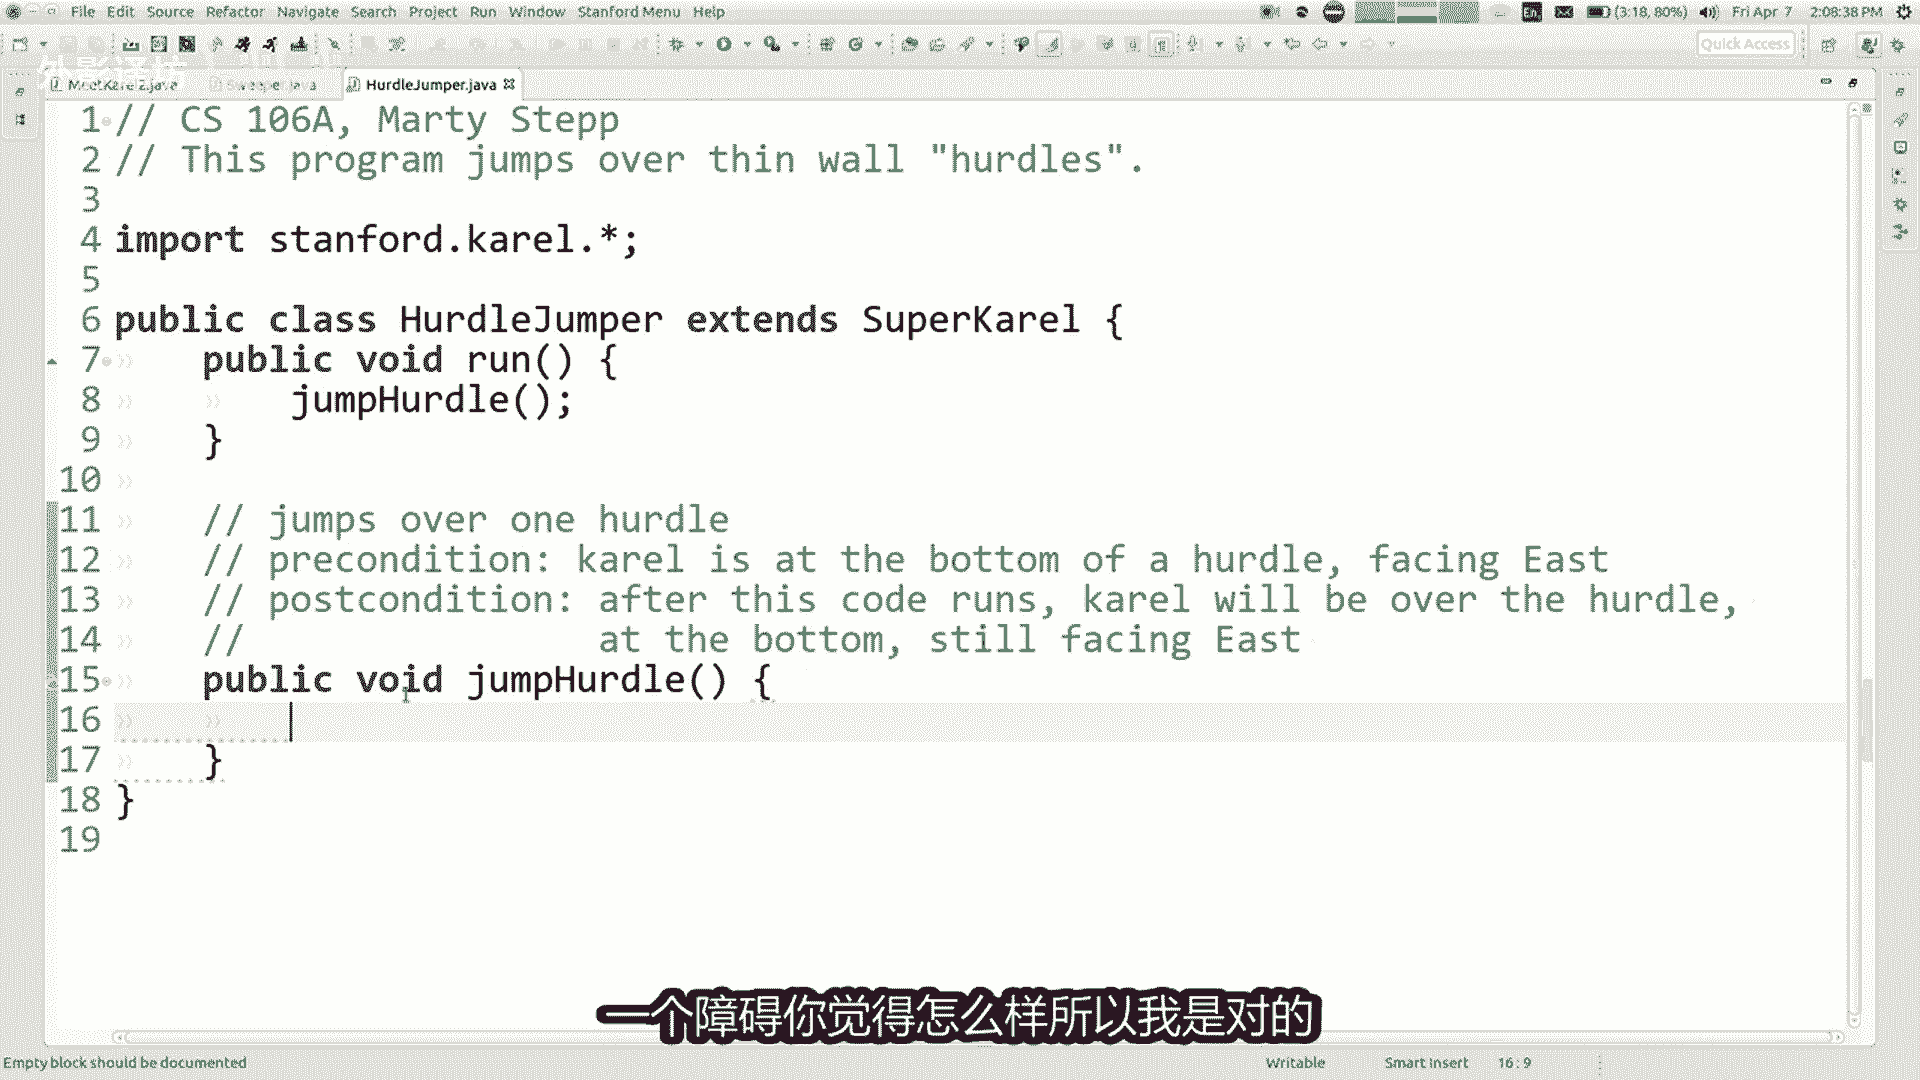 File Edit Source Refactor Navigate Search Project Run Window Stanford Menu Help
(3:18, 80%) Fri Apr 7 2:08:38 PM
Quick Access
MeetKarel2.java Sweeper.java HurdleJumper.java
1 // CS 106A, Marty Stepp
2 // This program jumps over thin wall "hurdles".
3
4 import stanford.karel.*;
5
6 public class HurdleJumper extends SuperKarel {
7 public void run() {
8 jumpHurdle();
9 }
10
11 // jumps over one hurdle
12 // precondition: karel is at the bottom of a hurdle, facing East
13 // postcondition: after this code runs, karel will be over the hurdle,
14 // at the bottom, still facing East
15 public void jumpHurdle() {
16
17 }
18 }
19
一个障碍你觉得怎么样所以我是对的
Empty block should be documented Writable Smart Insert 16:9